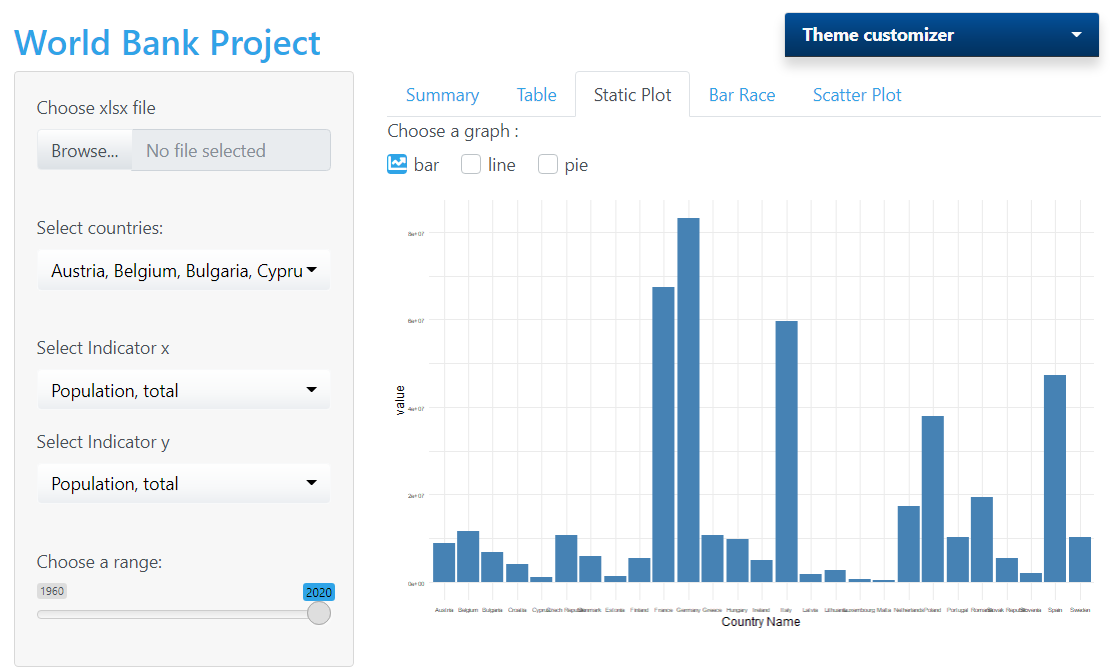 World Bank Project
Theme customizer
Choose xlsx file
Browse... No file selected
Select countries:
Austria, Belgium, Bulgaria, Cypru
Select Indicator x
Population, total
Select Indicator y
Population, total
Choose a range:
1960 2020
Summary Table Static Plot Bar Race Scatter Plot
Choose a graph :
bar line pie
value
8e+07
6e+07
4e+07
2e+07
0e+00
Austria Belgium Bulgaria Croatia Cyprus Czech Republic Denmark Estonia Finland France Germany Greece Hungary Ireland Italy Latvia Lithuania Luxembourg Malta Netherlands Poland Portugal Romania Slovak Republic Slovenia Spain Sweden
Country Name